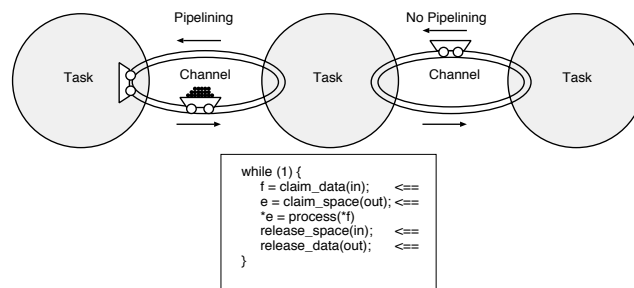 Pipelining
No Pipelining
Task
Channel
Task
Channel
Task
while (1) {
f = claim_data(in); <==
e = claim_space(out); <==
*e = process(*f)
release_space(in); <==
release_data(out); <==
}